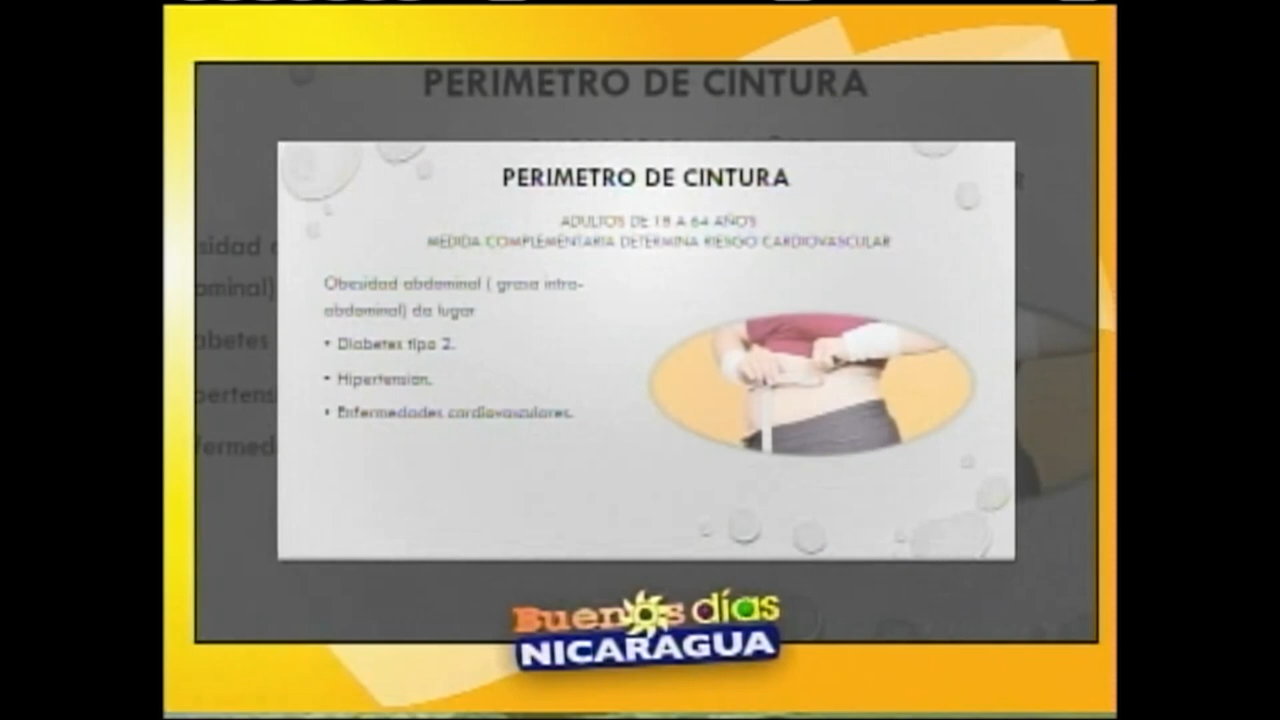 PERIMETRO DE CINTURA
PERIMETRO DE CINTURA
ADULTOS DE 18 A 64 AÑOS
MEDIDA COMPLEMENTARIA DETERMINA RIESGO CARDIOVASCULAR
Obesidad abdominal ( grasa intra-
abdominal) da lugar
• Diabetes tipo 2.
• Hipertension.
• Enfermedades cardiovasculares.
Buenos días
NICARAGUA